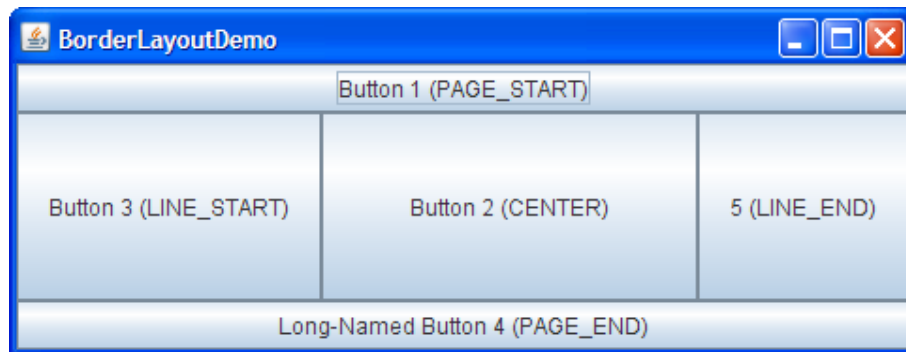 BorderLayoutDemo
Button 1 (PAGE_START)
Button 3 (LINE_START) Button 2 (CENTER) 5 (LINE_END)
Long-Named Button 4 (PAGE_END)